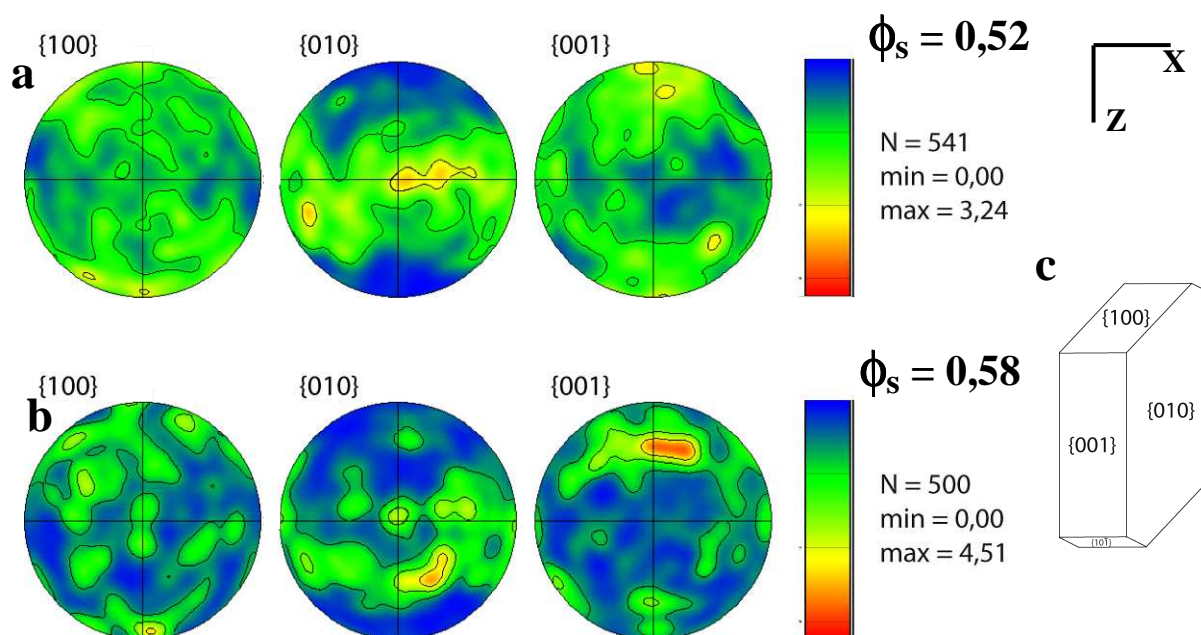 {100}
{010}
{001}
ϕs = 0,52
a
X
Z
N = 541
min = 0,00
max = 3,24
c
{100}
{010}
{001}
{101̄}
{100}
{010}
{001}
ϕs = 0,58
b
N = 500
min = 0,00
max = 4,51